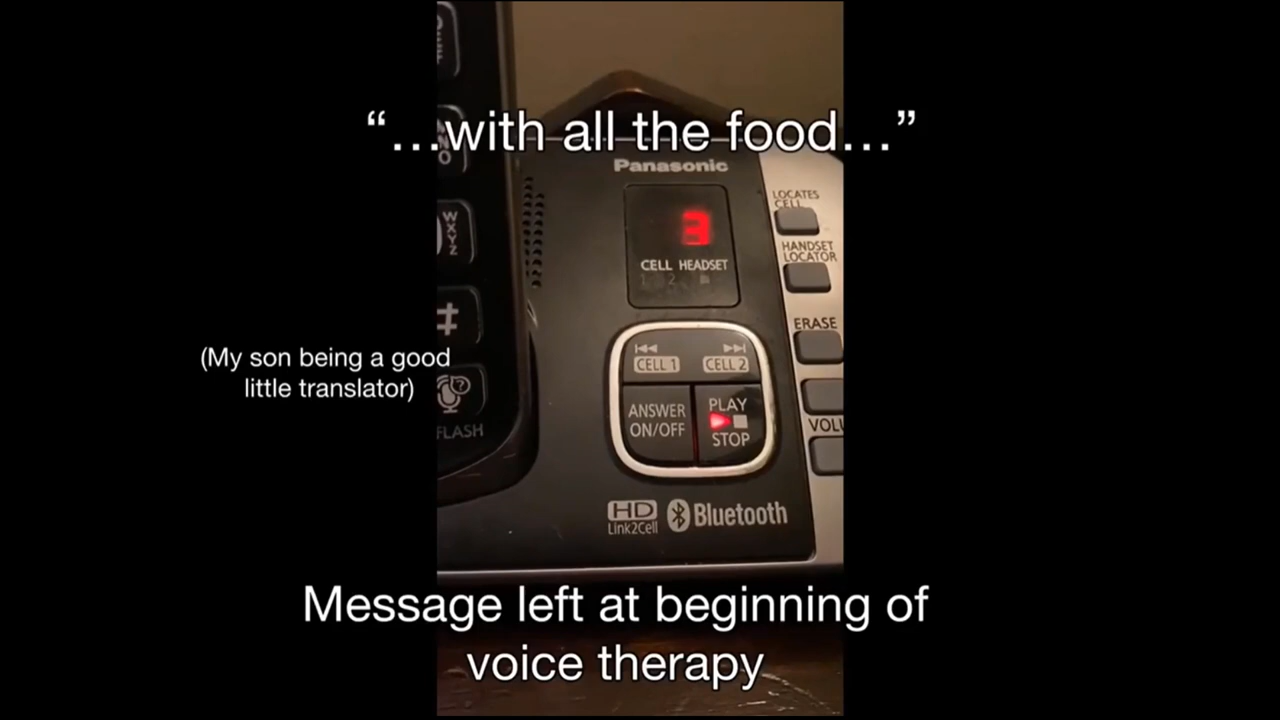 “…with all the food…”
Panasonic
LOCATES
CELL
3
CELL HEADSET
1 2
HANDSET
LOCATOR
WXYZ
#
ERASE
(My son being a good
little translator)
CELL 1
CELL 2
ANSWER
ON/OFF
PLAY
STOP
FLASH
HD
Link2Cell
Bluetooth
Message left at beginning of
voice therapy